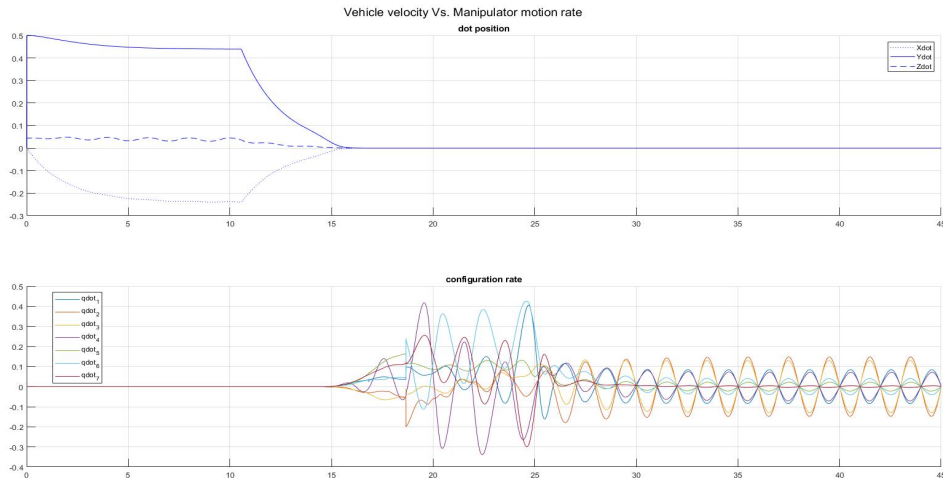 Vehicle velocity Vs. Manipulator motion rate
dot position
0.5
0.4
0.3
0.2
0.1
0
-0.1
-0.2
-0.3
Xdot
Ydot
Zdot
0 5 10 15 20 25 30 35 40 45
configuration rate
0.5
0.4
0.3
0.2
0.1
0
-0.1
-0.2
-0.3
-0.4
qdot1
qdot2
qdot3
qdot4
qdot5
qdot6
qdot7
0 5 10 15 20 25 30 35 40 45